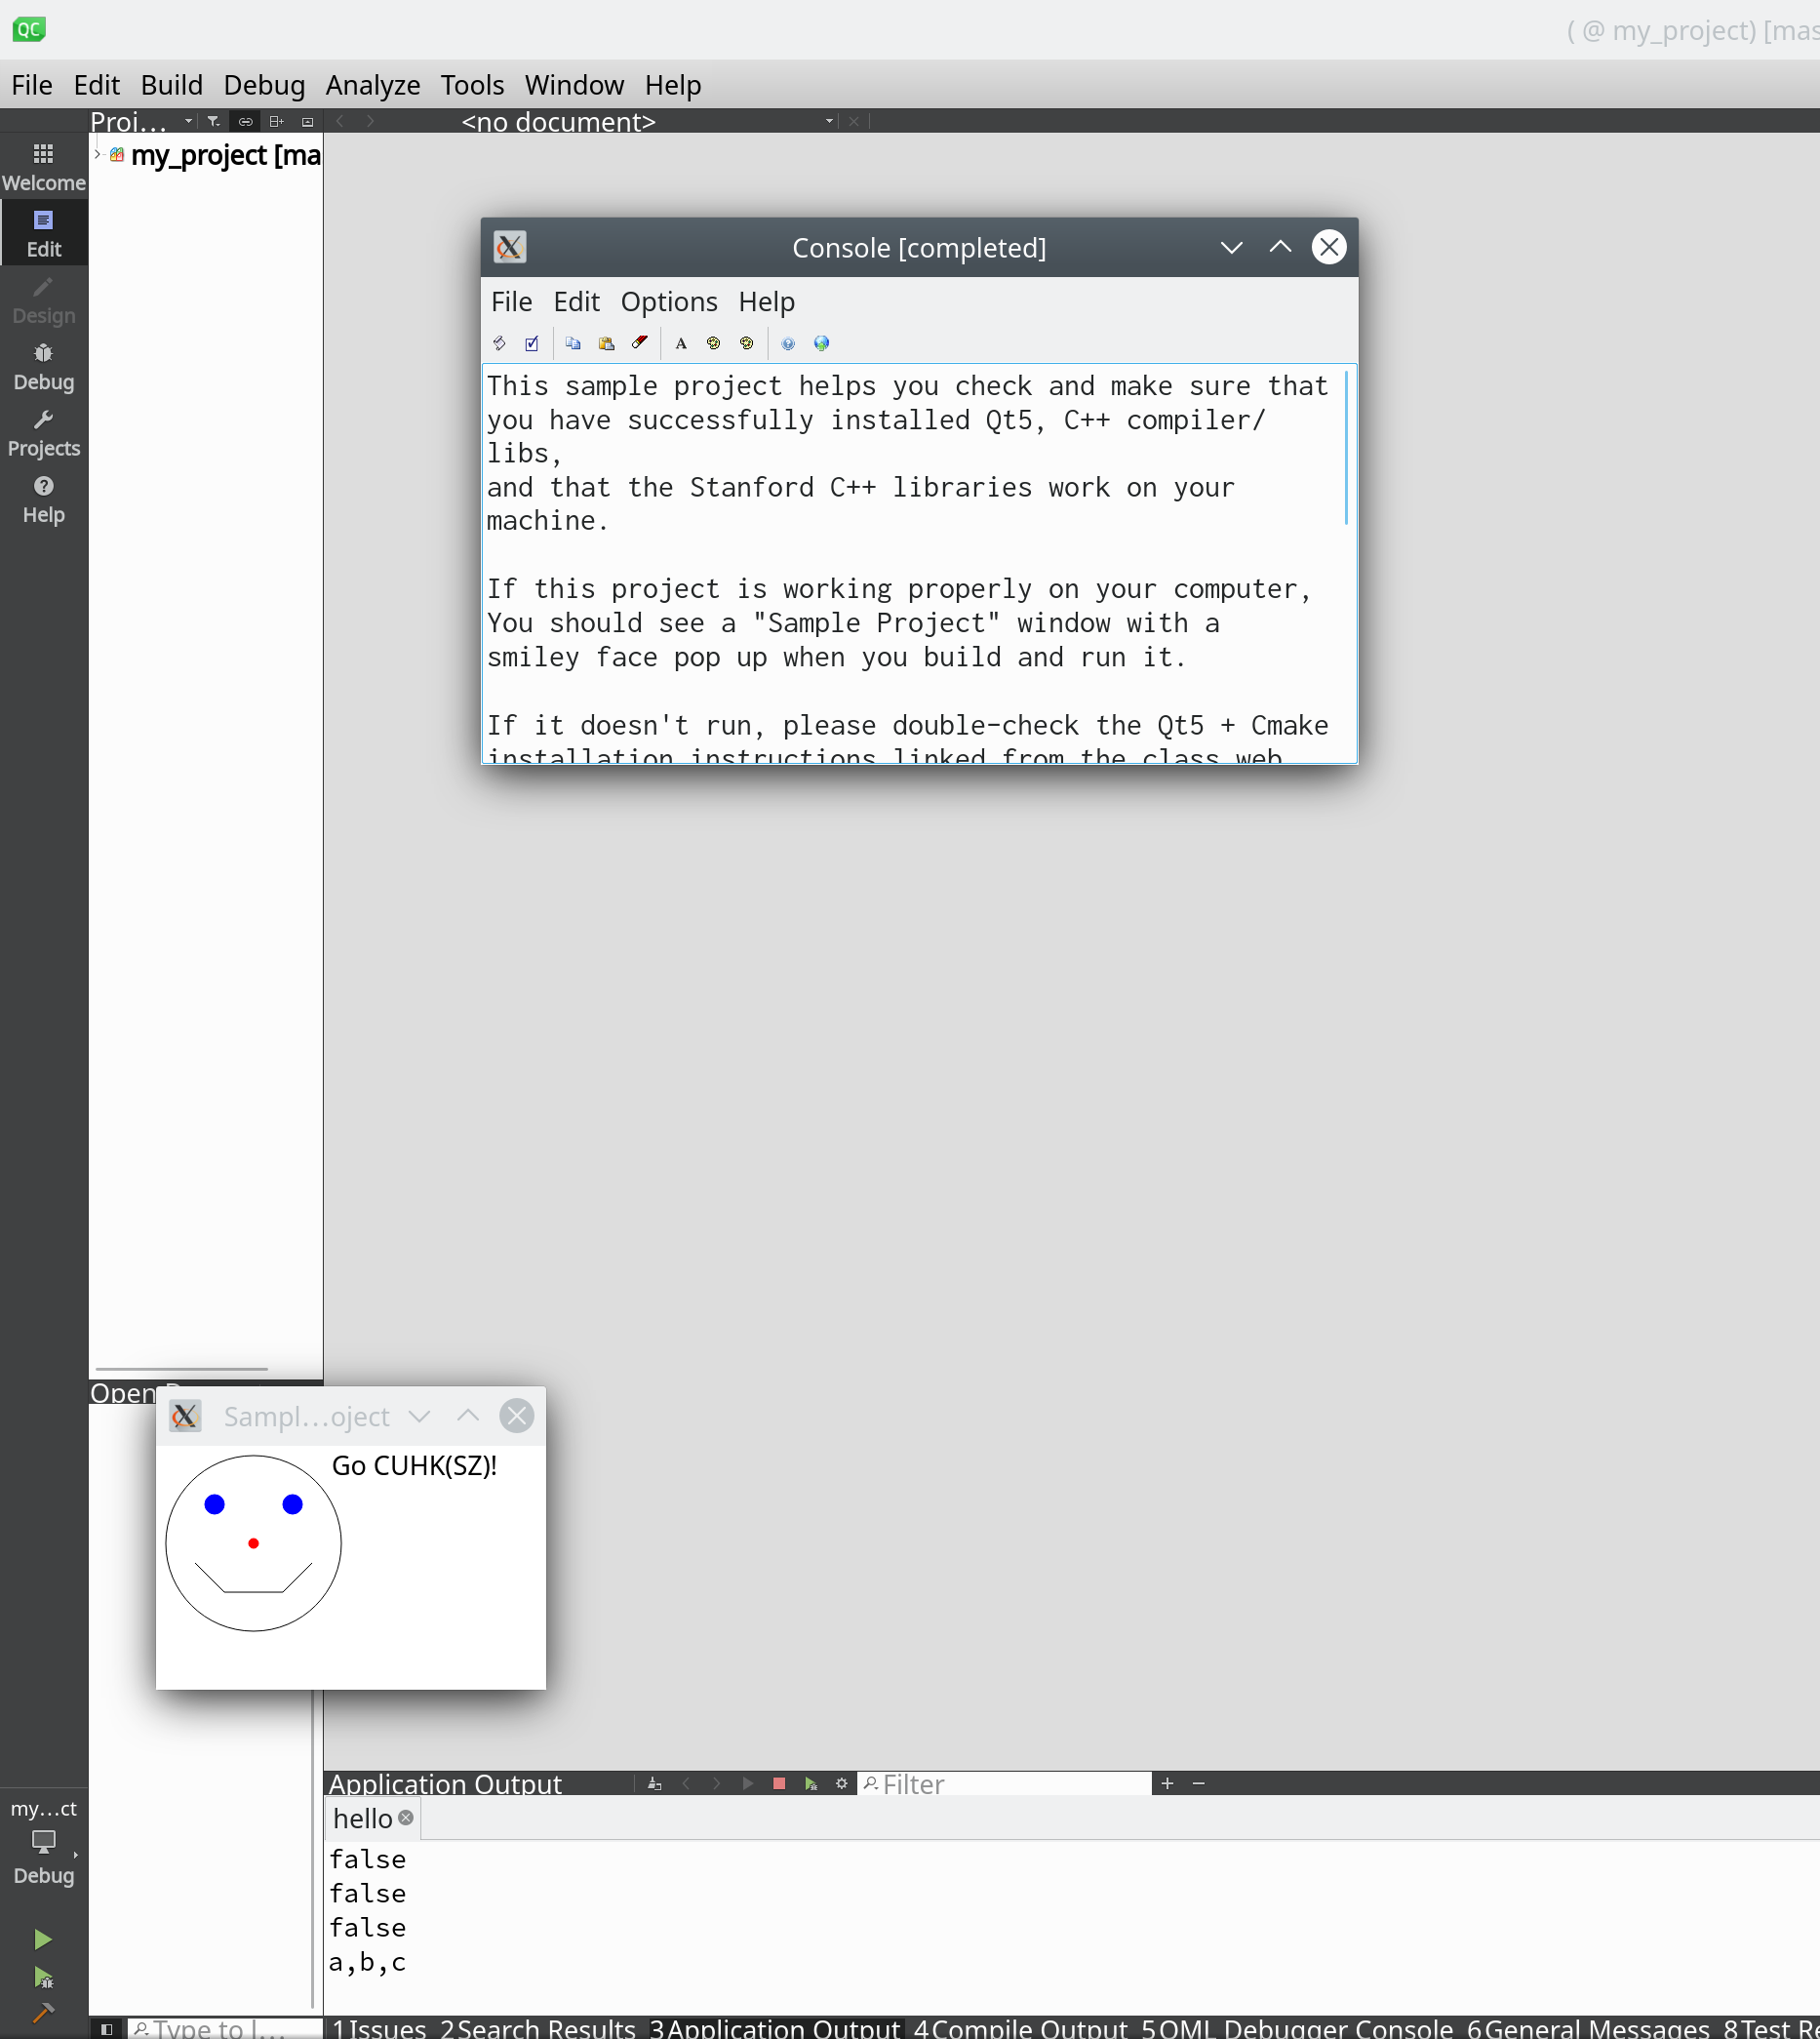 QC
( @ my_project) [mas
File Edit Build Debug Analyze Tools Window Help
Proj...
<no document>
my_project [ma
Welcome
Edit
Design
Debug
Projects
Help
Console [completed]
File Edit Options Help
This sample project helps you check and make sure that
you have successfully installed Qt5, C++ compiler/
libs,
and that the Stanford C++ libraries work on your
machine.
If this project is working properly on your computer,
You should see a "Sample Project" window with a
smiley face pop up when you build and run it.
If it doesn't run, please double-check the Qt5 + Cmake
installation instructions linked from the class web
Open
Sampl...oject
Go CUHK(SZ)!
Application Output
Filter
hello
false
false
false
a,b,c
my...ct
Debug
Type to l...
1 Issues 2 Search Results 3 Application Output 4 Compile Output 5 QML Debugger Console 6 General Messages 8 Test R